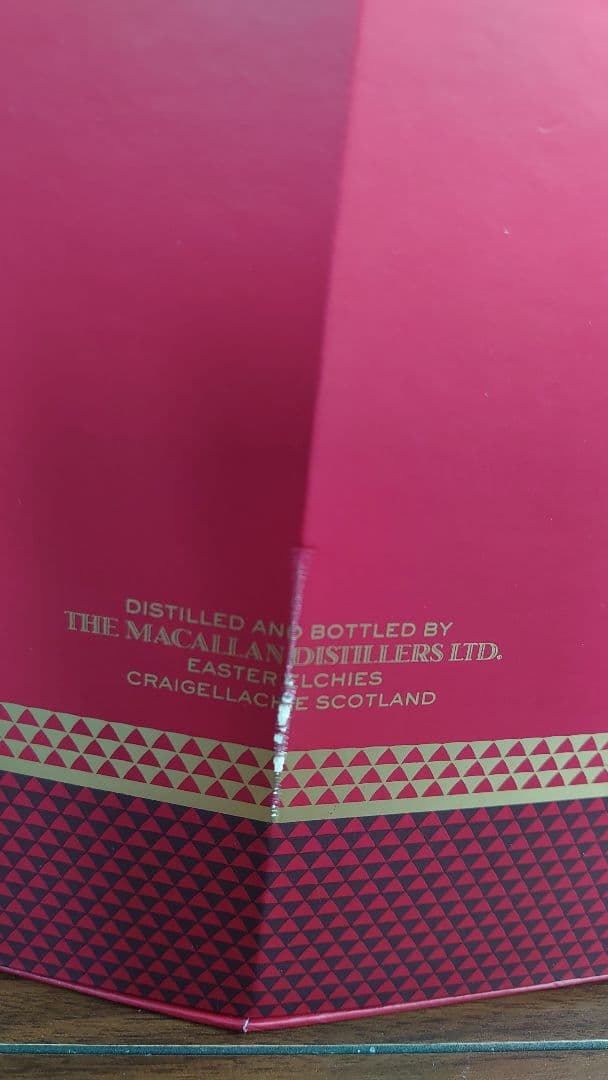 DISTILLED AND BOTTLED BY
THE MACALLAN DISTILLERS LTD.
EASTER ELCHIES
CRAIGELLACHIE SCOTLAND